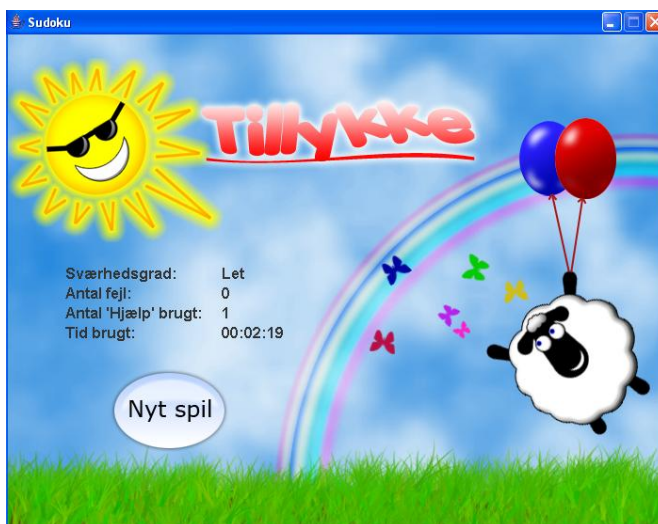 Sudoku
Tillykke
Sværhedsgrad: Let
Antal fejl: 0
Antal 'Hjælp' brugt: 1
Tid brugt: 00:02:19
Nyt spil